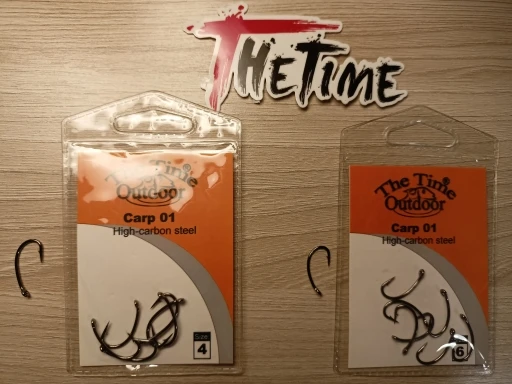 THETIME
The Time
Outdoor
Carp 01
High-carbon steel
Size
4
The Time
Outdoor
Carp 01
High-carbon steel
6